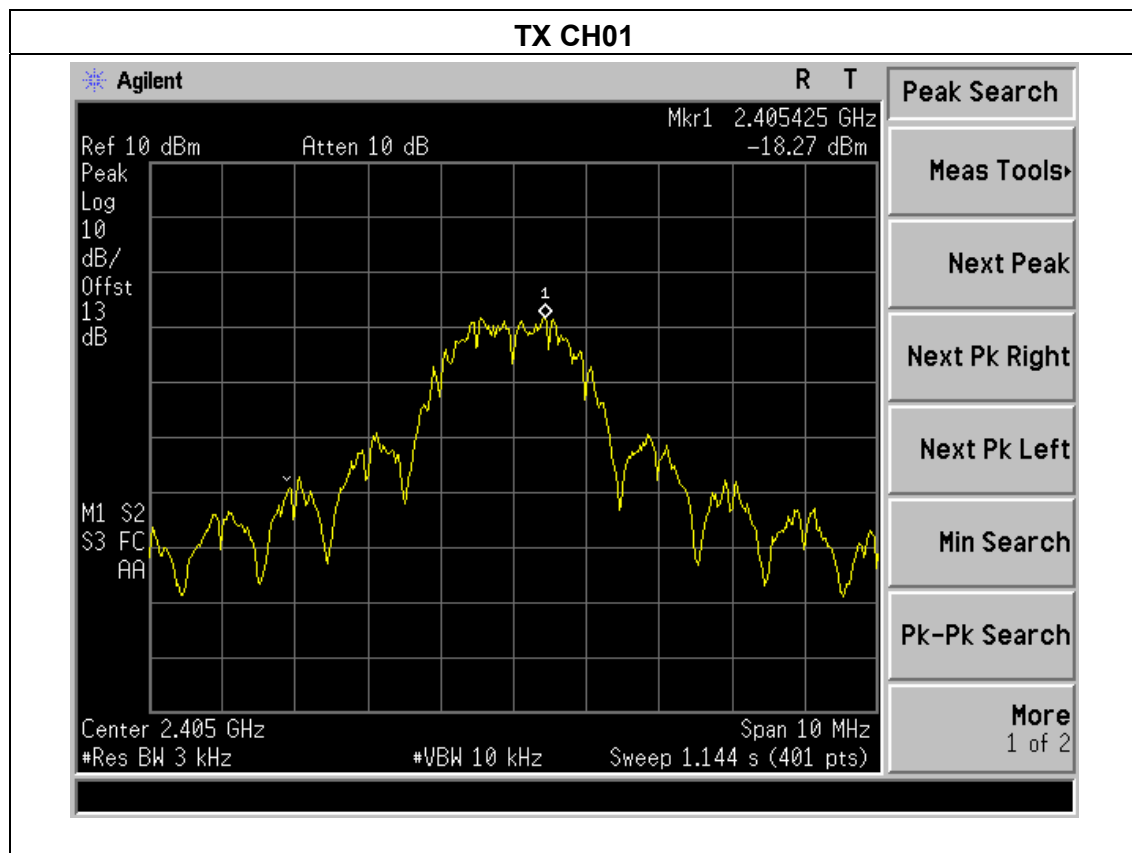 TX CH01
Agilent
R T
Mkr1 2.405425 GHz
Ref 10 dBm
Atten 10 dB
-18.27 dBm
Peak
Log
10
dB/
Offst
13
dB
1
M1 S2
S3 FC
AA
Center 2.405 GHz
Span 10 MHz
#Res BW 3 kHz
#VBW 10 kHz
Sweep 1.144 s (401 pts)
Peak Search
Meas Tools
Next Peak
Next Pk Right
Next Pk Left
Min Search
Pk-Pk Search
More
1 of 2